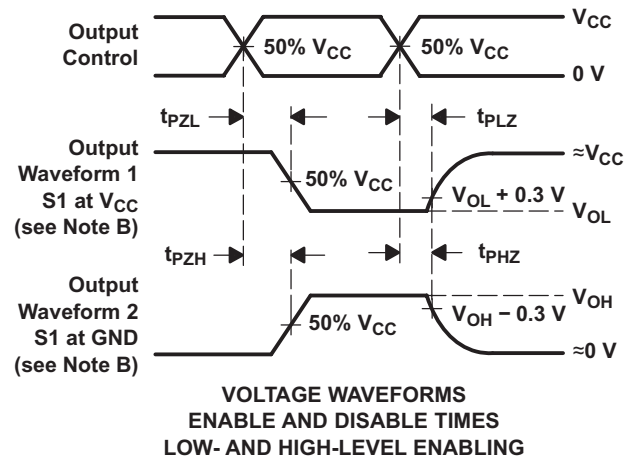 Output
Control
50% VCC
50% VCC
VCC
0 V
tPZL
tPLZ
Output
Waveform 1
S1 at VCC
(see Note B)
50% VCC
≈VCC
VOL + 0.3 V
VOL
tPZH
tPHZ
Output
Waveform 2
S1 at GND
(see Note B)
50% VCC
VOH
VOH − 0.3 V
≈0 V
VOLTAGE WAVEFORMS
ENABLE AND DISABLE TIMES
LOW- AND HIGH-LEVEL ENABLING